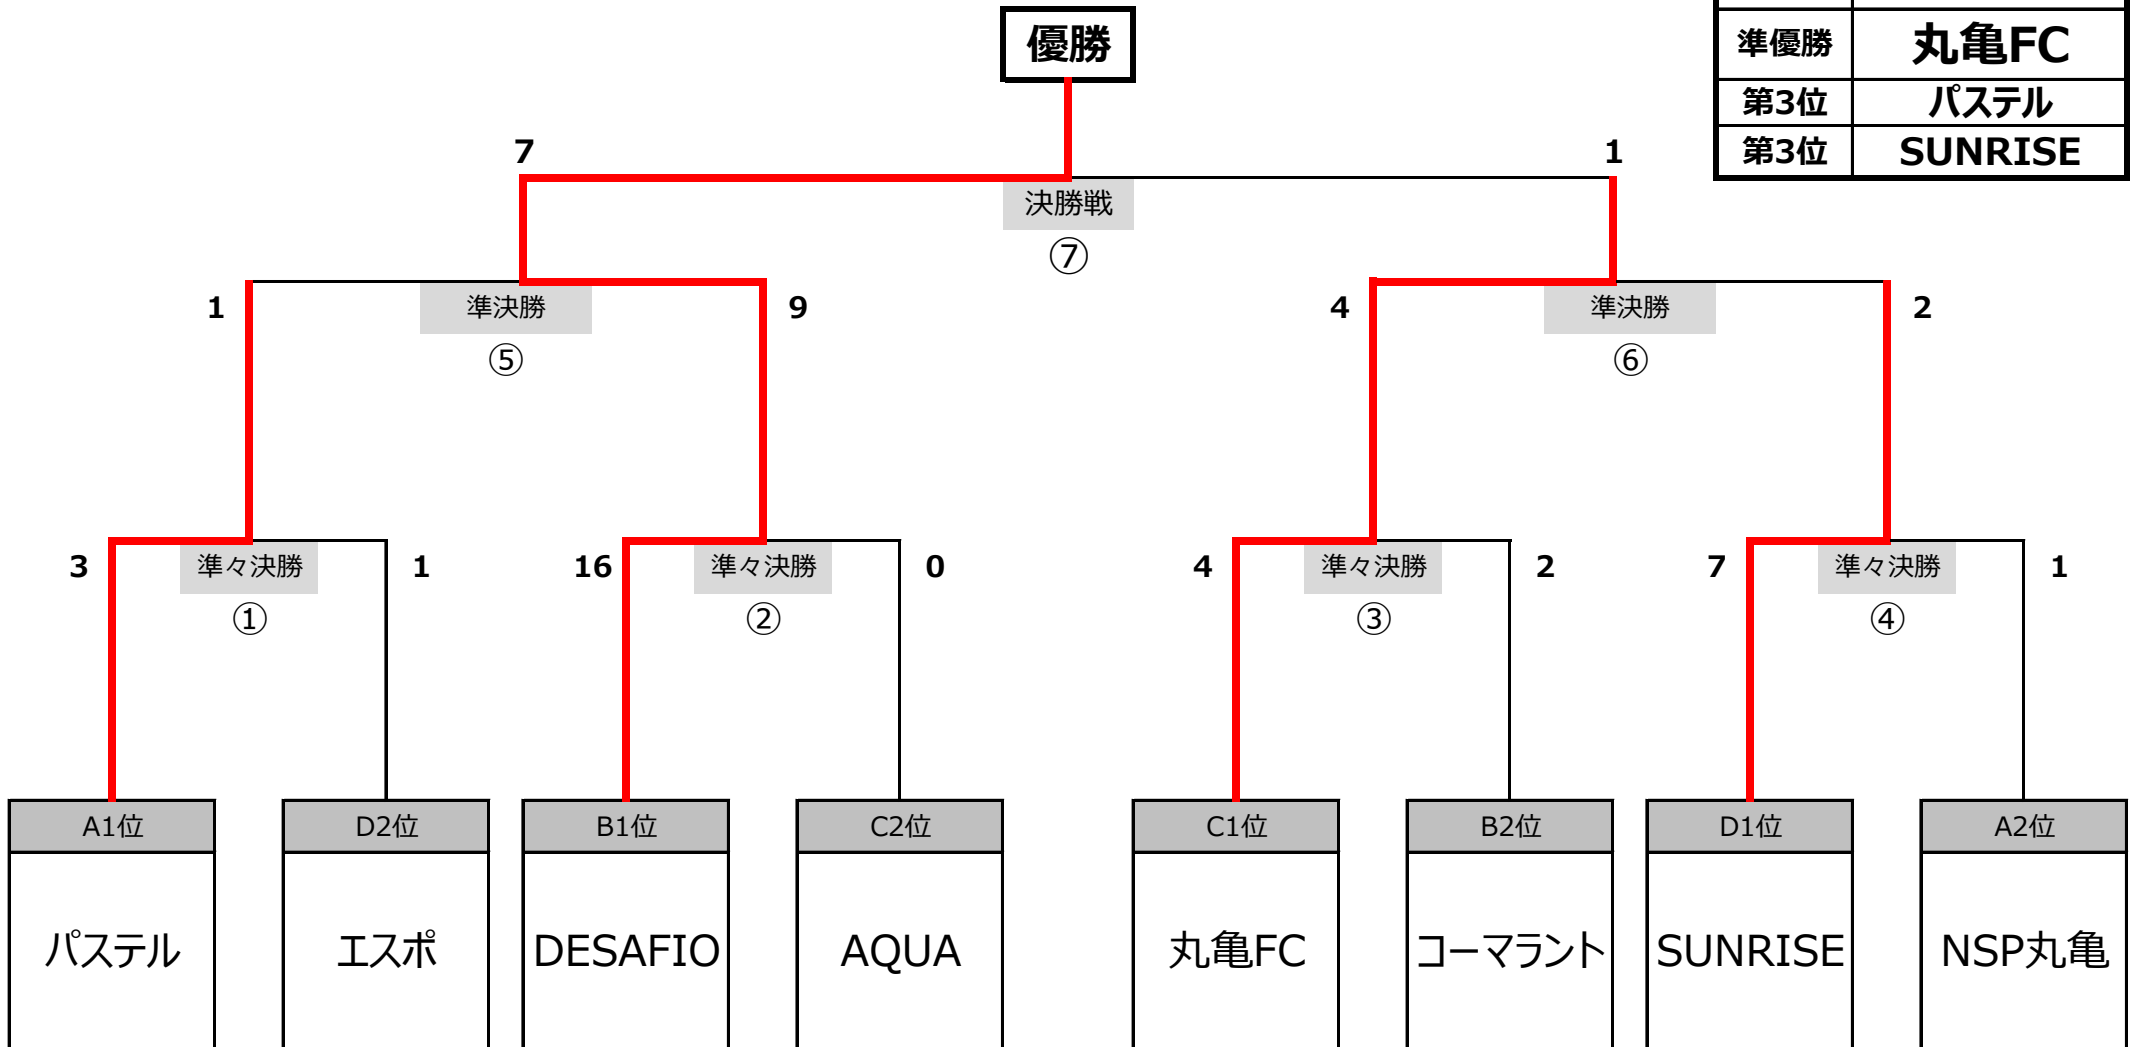 優勝
準優勝 丸亀FC
第3位 パステル
第3位 SUNRISE
7 1
決勝戦
⑦
1 準決勝 9 4 準決勝 2
⑤ ⑥
3 準々決勝 1 16 準々決勝 0 4 準々決勝 2 7 準々決勝 1
① ② ③ ④
A1位 D2位 B1位 C2位 C1位 B2位 D1位 A2位
パステル エスポ DESAFIO AQUA 丸亀FC コーマラント SUNRISE NSP丸亀